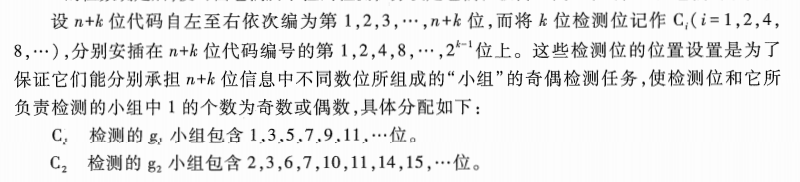 设 n+k 位代码自左至右依次编为第 1,2,3,…,n+k 位,而将 k 位检测位记作 Cᵢ(i=1,2,4,
8,…),分别安插在 n+k 位代码编号的第 1,2,4,8,…,2ᵏ⁻¹位上。这些检测位的位置设置是为了
保证它们能分别承担 n+k 位信息中不同数位所组成的“小组”的奇偶检测任务,使检测位和它所
负责检测的小组中 1 的个数为奇数或偶数,具体分配如下:
C₁ 检测的 g₁ 小组包含 1,3,5,7,9,11,…位。
C₂ 检测的 g₂ 小组包含 2,3,6,7,10,11,14,15,…位。